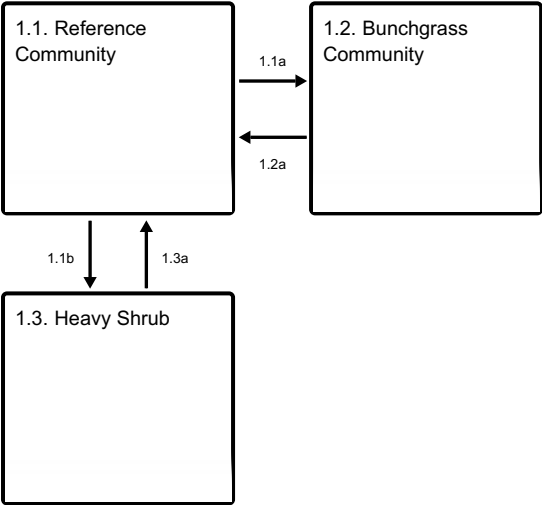 1.1. Reference
Community
1.1a
1.2. Bunchgrass
Community
1.2a
1.1b
1.3a
1.3. Heavy Shrub